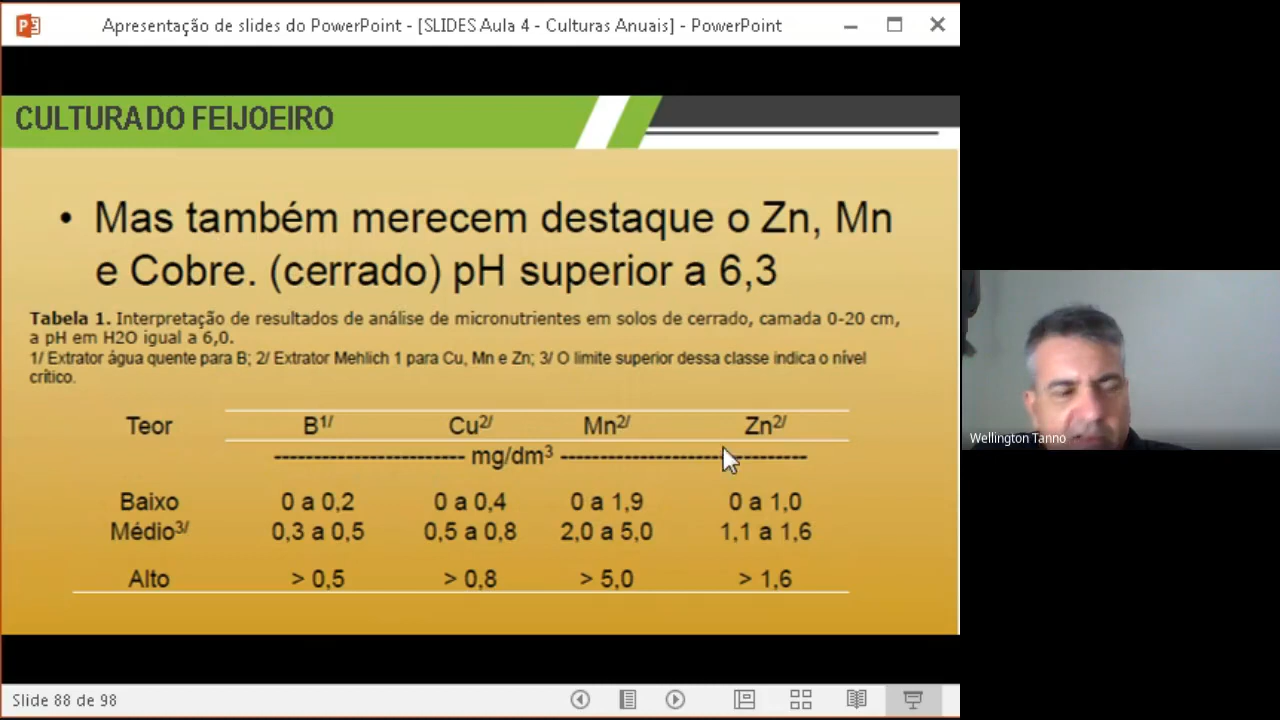 Apresentação de slides do PowerPoint - [SLIDES Aula 4 - Culturas Anuais] - PowerPoint
CULTURA DO FEIJOEIRO
• Mas também merecem destaque o Zn, Mn
e Cobre. (cerrado) pH superior a 6,3
Tabela 1. Interpretação de resultados de análise de micronutrientes em solos de cerrado, camada 0-20 cm,
a pH em H2O igual a 6,0.
1/ Extrator água quente para B; 2/ Extrator Mehlich 1 para Cu, Mn e Zn; 3/ O limite superior dessa classe indica o nível
crítico.
Teor B1/ Cu2/ Mn2/ Zn2/
------------------------ mg/dm3 -------------------------------
Baixo 0 a 0,2 0 a 0,4 0 a 1,9 0 a 1,0
Médio3/ 0,3 a 0,5 0,5 a 0,8 2,0 a 5,0 1,1 a 1,6
Alto > 0,5 > 0,8 > 5,0 > 1,6
Wellington Tanno
Slide 88 de 98